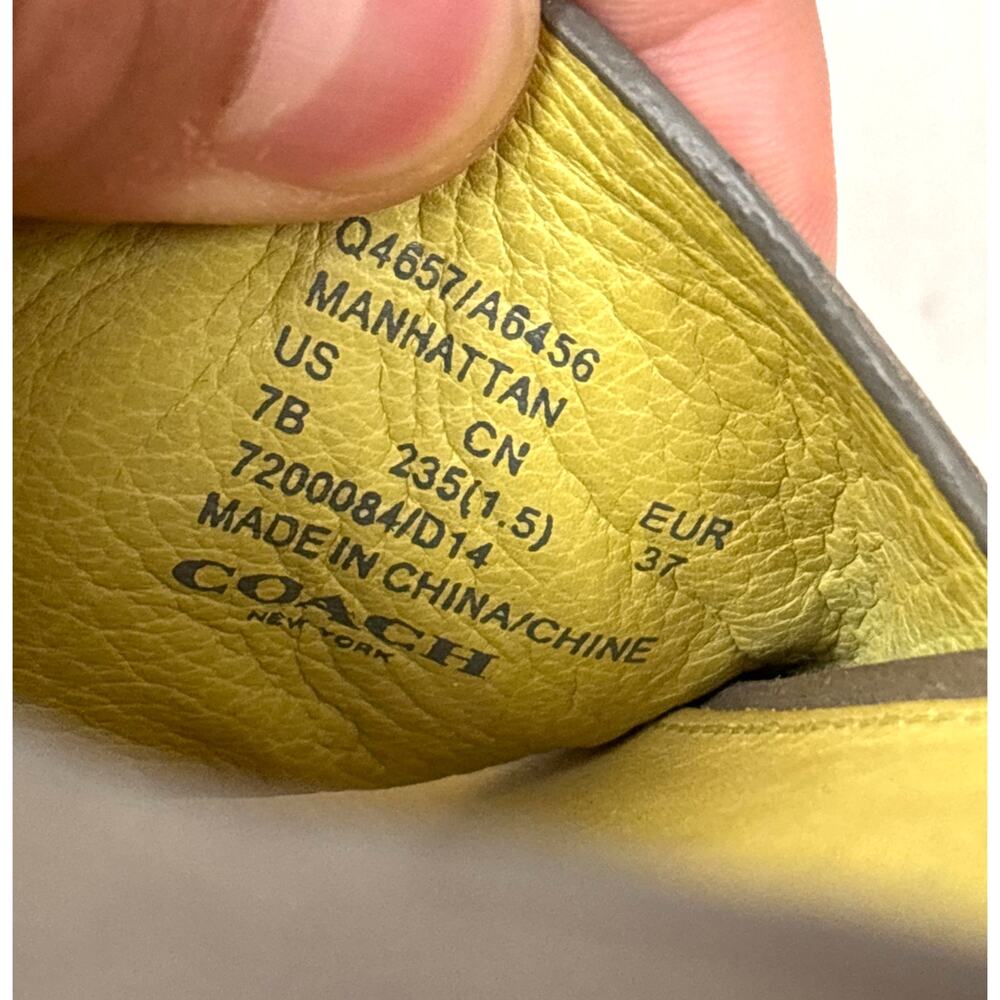 Q4657/A6456
MANHATTAN
US CN EUR
7B 235(1.5) 37
7200084/D14
MADE IN CHINA/CHINE
COACH
NEW YORK